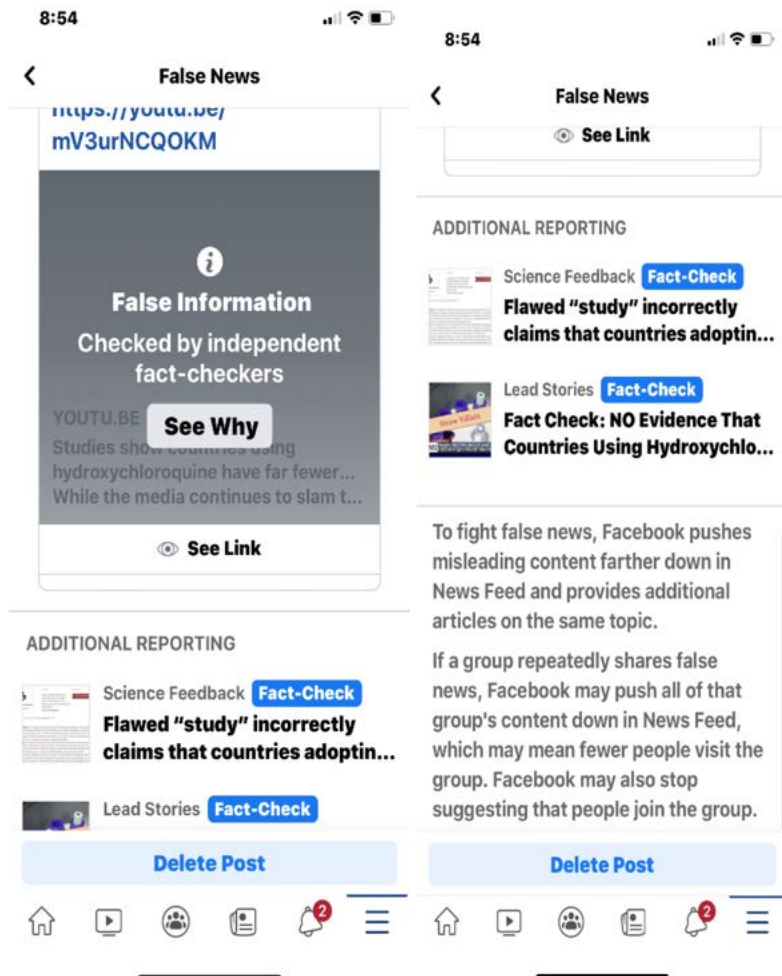 8:54
False News
https://youtu.be/
mV3urNCQOKM
False Information
Checked by independent
fact-checkers
YOUTU.BE
See Why
Studies show countries using
hydroxychloroquine have far fewer...
While the media continues to slam t...
See Link
ADDITIONAL REPORTING
Science Feedback Fact-Check
Flawed “study” incorrectly
claims that countries adoptin...
Lead Stories Fact-Check
Delete Post
2
8:54
False News
See Link
ADDITIONAL REPORTING
Science Feedback Fact-Check
Flawed “study” incorrectly
claims that countries adoptin...
Straw Villain
Lead Stories Fact-Check
Fact Check: NO Evidence That
Countries Using Hydroxychlo...
To fight false news, Facebook pushes
misleading content farther down in
News Feed and provides additional
articles on the same topic.
If a group repeatedly shares false
news, Facebook may push all of that
group's content down in News Feed,
which may mean fewer people visit the
group. Facebook may also stop
suggesting that people join the group.
Delete Post
2